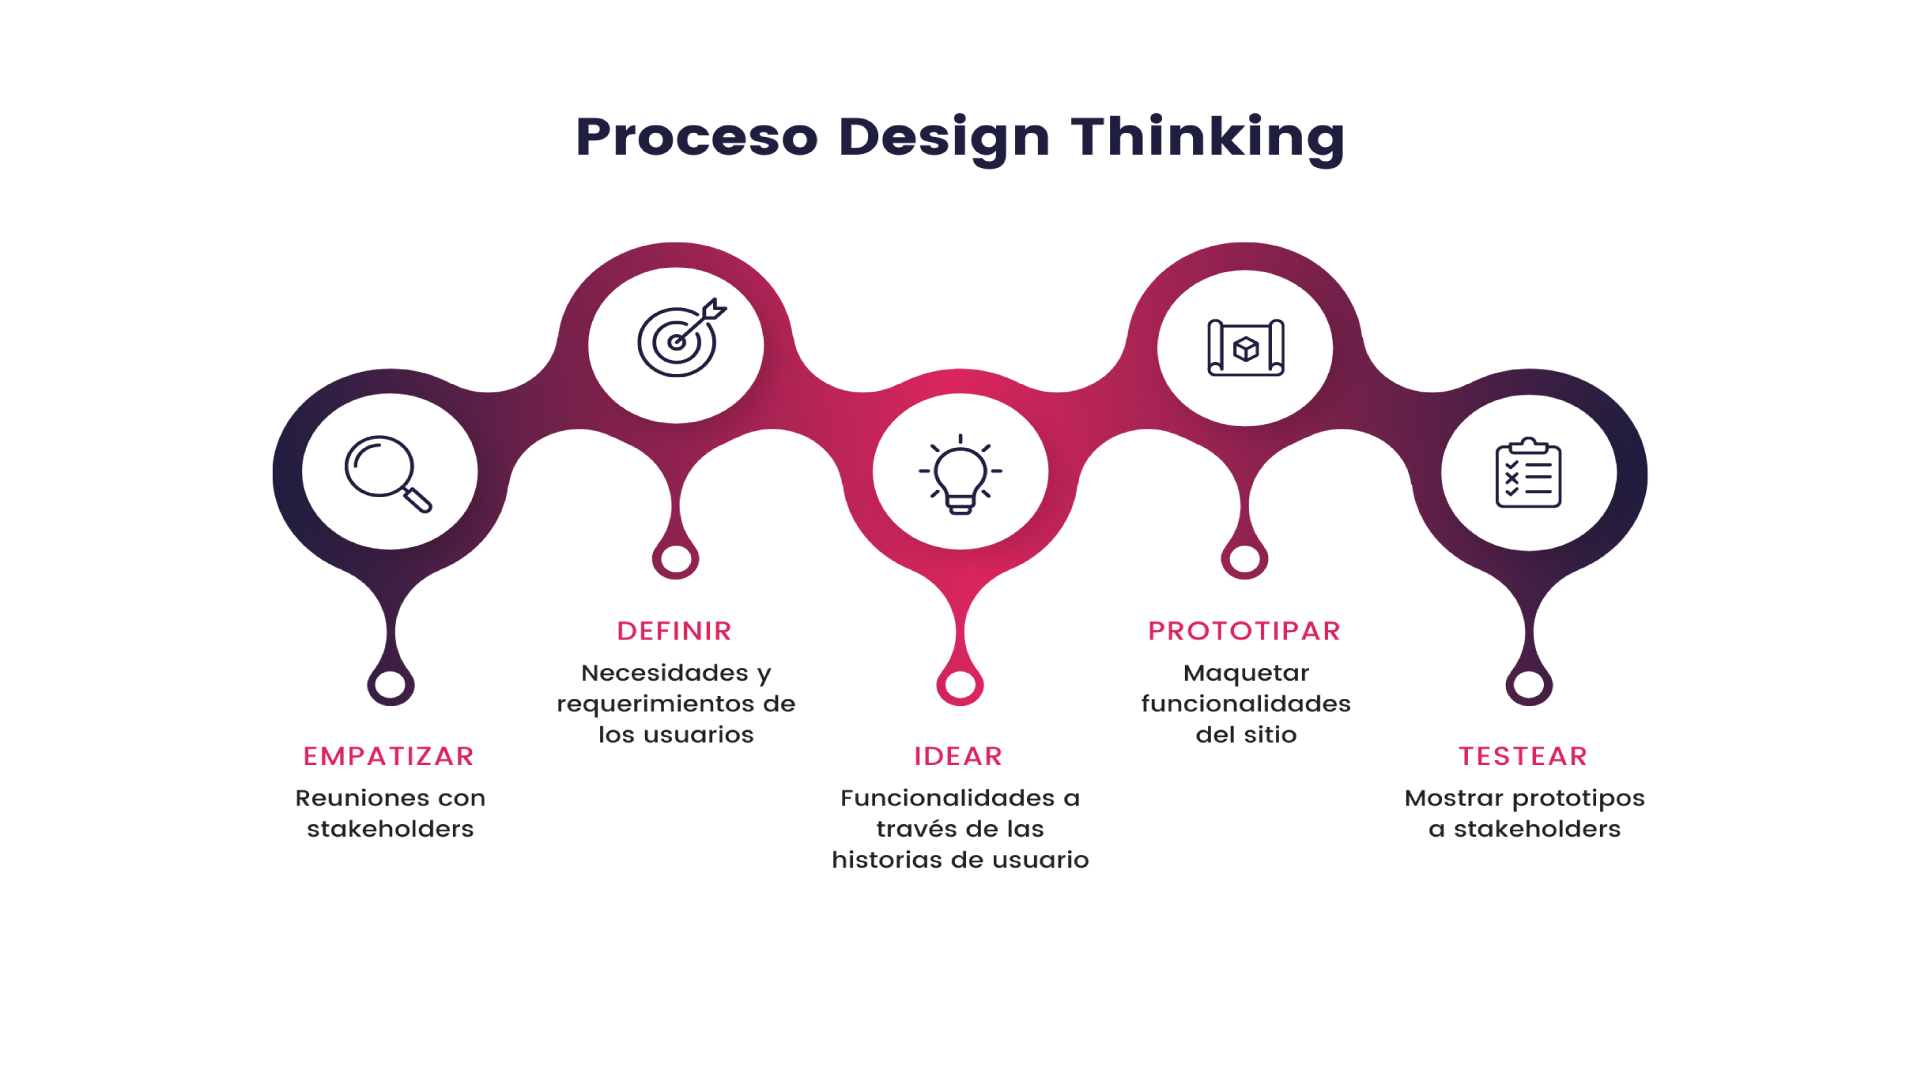 Proceso Design Thinking
EMPATIZAR
Reuniones con
stakeholders
DEFINIR
Necesidades y
requerimientos de
los usuarios
IDEAR
Funcionalidades a
través de las
historias de usuario
PROTOTIPAR
Maquetar
funcionalidades
del sitio
TESTEAR
Mostrar prototipos
a stakeholders